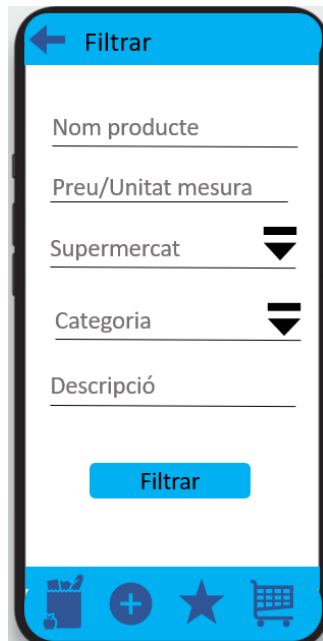 Filtrar
Nom producte
Preu/Unitat mesura
Supermercat
Categoria
Descripció
Filtrar